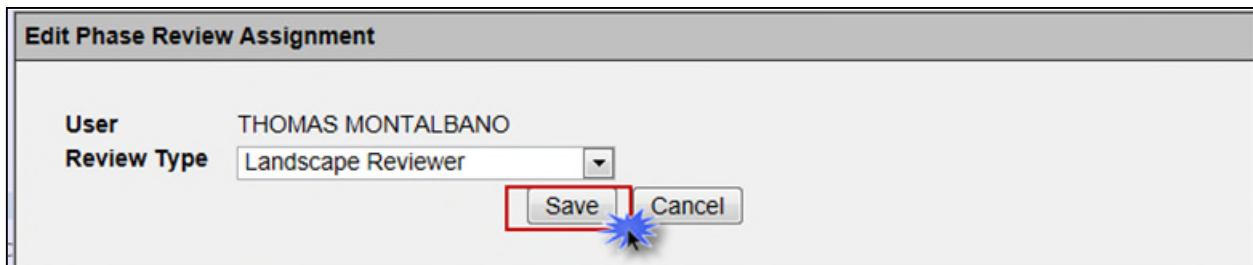 Edit Phase Review Assignment
User THOMAS MONTALBANO
Review Type Landscape Reviewer
Save Cancel